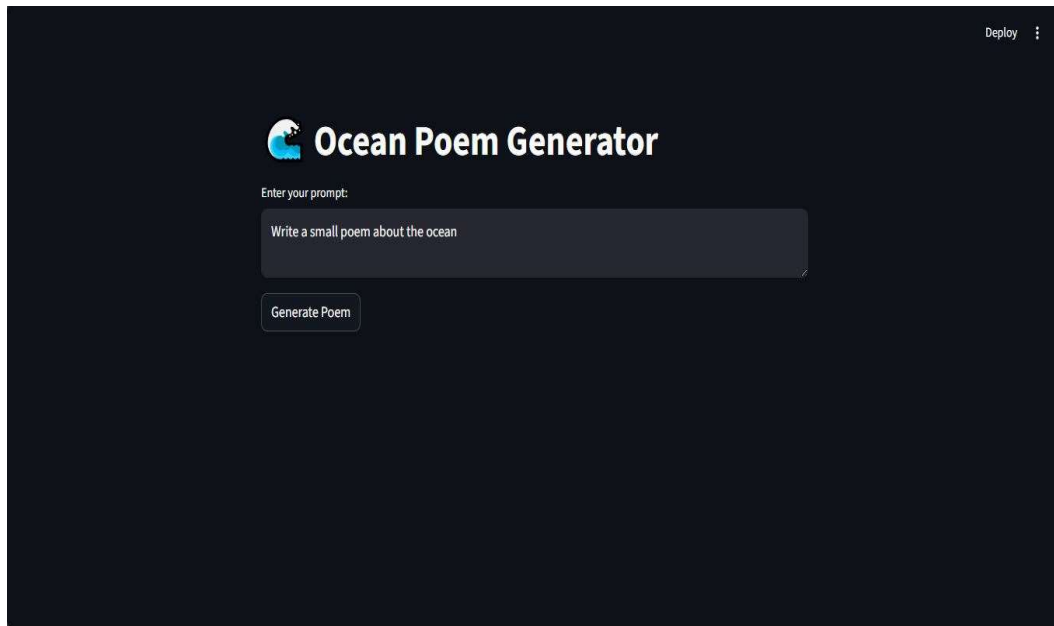 Deploy
Ocean Poem Generator
Enter your prompt:
Write a small poem about the ocean
Generate Poem